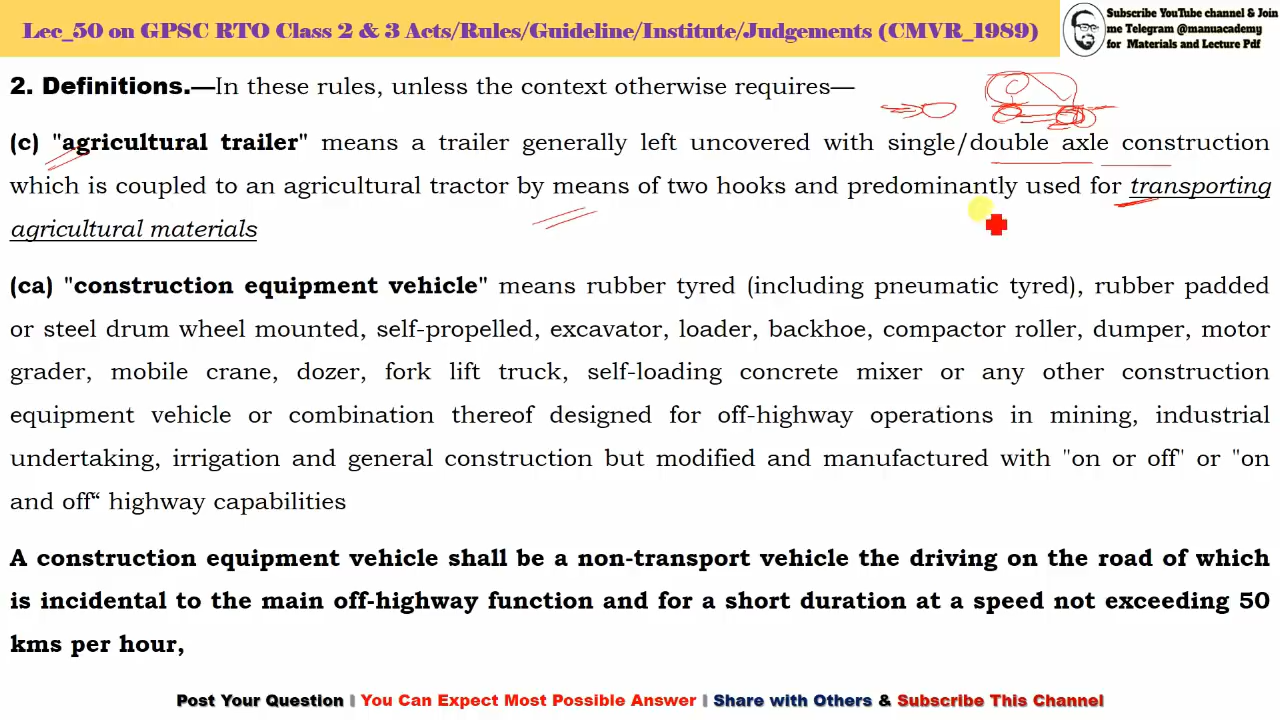 Lec_50 on GPSC RTO Class 2 & 3 Acts/Rules/Guideline/Institute/Judgements (CMVR_1989)
Subscribe YouTube channel & Join
me Telegram @manuacademy
for Materials and Lecture Pdf
2. Definitions.—In these rules, unless the context otherwise requires—
(c) "agricultural trailer" means a trailer generally left uncovered with single/double axle construction
which is coupled to an agricultural tractor by means of two hooks and predominantly used for transporting
agricultural materials
(ca) "construction equipment vehicle" means rubber tyred (including pneumatic tyred), rubber padded
or steel drum wheel mounted, self-propelled, excavator, loader, backhoe, compactor roller, dumper, motor
grader, mobile crane, dozer, fork lift truck, self-loading concrete mixer or any other construction
equipment vehicle or combination thereof designed for off-highway operations in mining, industrial
undertaking, irrigation and general construction but modified and manufactured with "on or off" or "on
and off“ highway capabilities
A construction equipment vehicle shall be a non-transport vehicle the driving on the road of which
is incidental to the main off-highway function and for a short duration at a speed not exceeding 50
kms per hour,
Post Your Question | You Can Expect Most Possible Answer | Share with Others & Subscribe This Channel